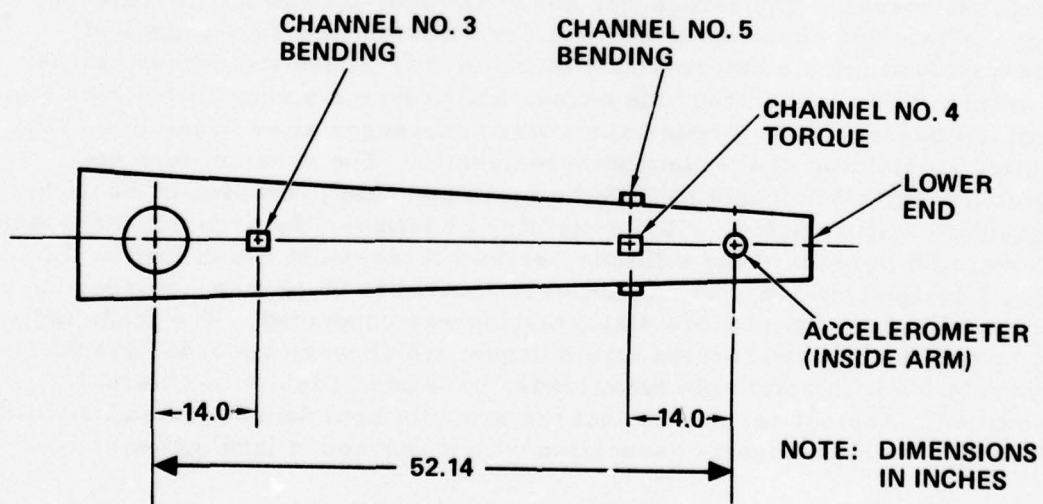 CHANNEL NO. 3
BENDING
CHANNEL NO. 5
BENDING
CHANNEL NO. 4
TORQUE
LOWER
END
ACCELEROMETER
(INSIDE ARM)
14.0
14.0
52.14
NOTE: DIMENSIONS
IN INCHES